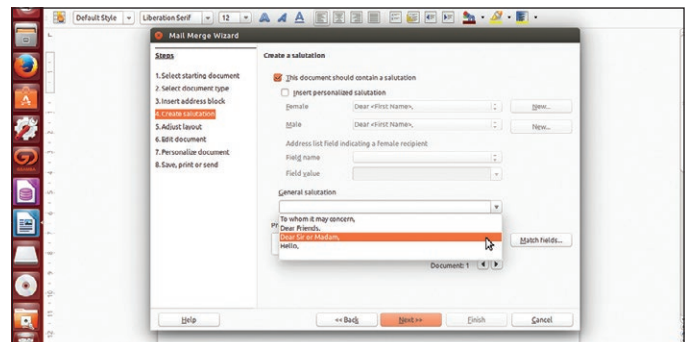 Default Style
Liberation Serif
12
Mail Merge Wizard
Steps
1.Select starting document
2.Select document type
3.Insert address block
4.Create salutation
5.Adjust layout
6.Edit document
7.Personalize document
8.Save, print or send
Create a salutation
This document should contain a salutation
Insert personalized salutation
Female
Dear <First Name>,
New...
Male
Dear <First Name>,
New...
Address list field indicating a female recipient
Field name
Field value
General salutation
To whom it may concern,
Dear Friends,
Dear Sir or Madam,
Hello,
Match fields...
Document: 1
Help
<< Back
Next >>
Finish
Cancel